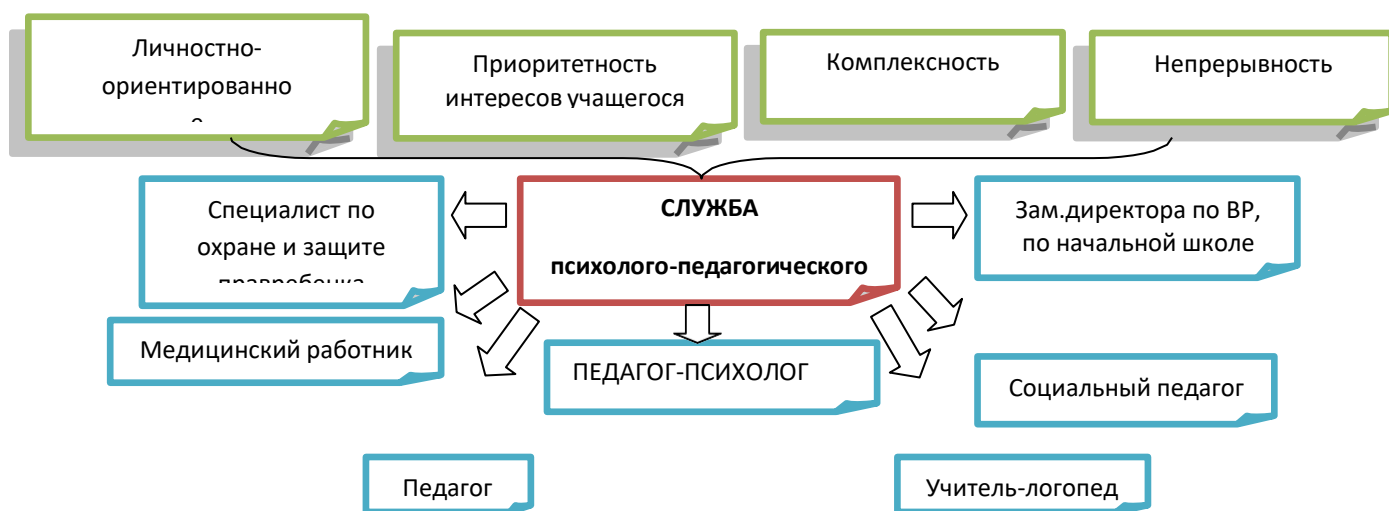 Личностно-
ориентированно
Приоритетность
интересов учащегося
Комплексность
Непрерывность
Специалист по
охране и защите
правребенка
СЛУЖБА
психолого-педагогического
Зам.директора по ВР,
по начальной школе
Медицинский работник
ПЕДАГОГ-ПСИХОЛОГ
Социальный педагог
Педагог
Учитель-логопед